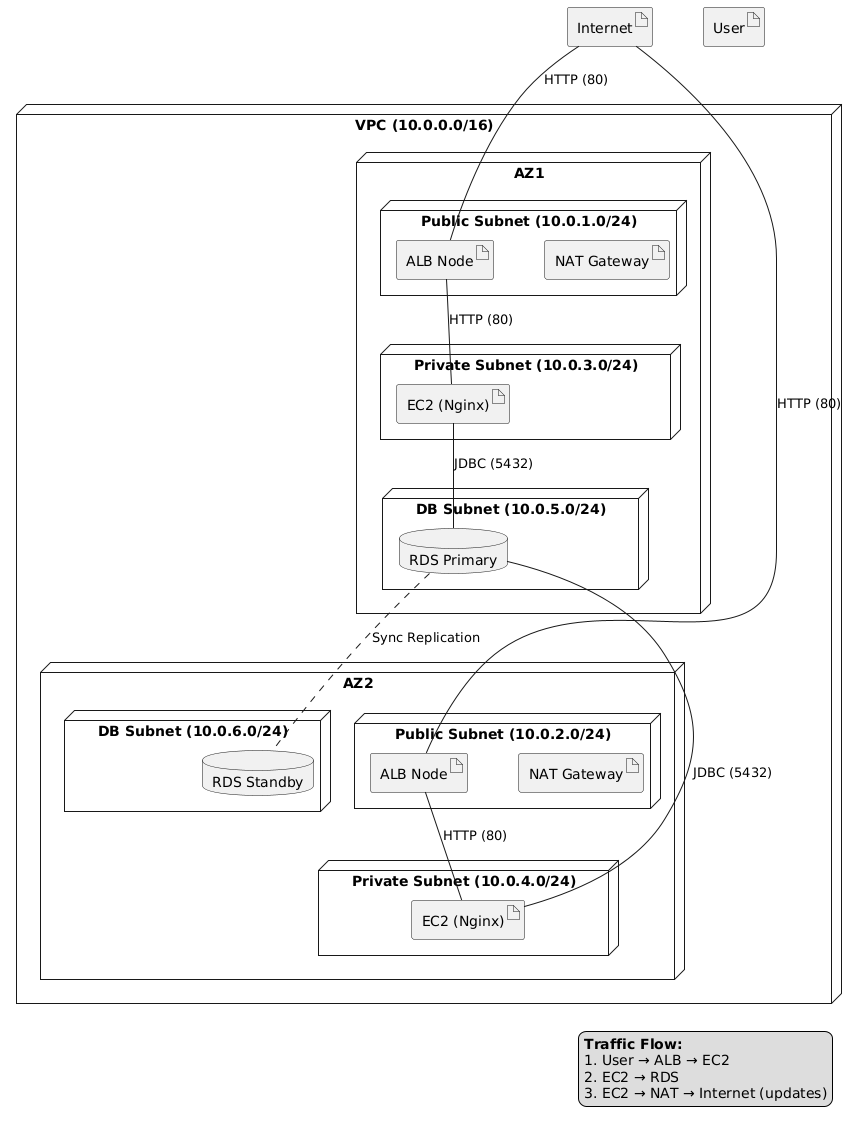 Internet
User
HTTP (80)
VPC (10.0.0.0/16)
AZ1
Public Subnet (10.0.1.0/24)
ALB Node
NAT Gateway
HTTP (80)
Private Subnet (10.0.3.0/24)
EC2 (Nginx)
HTTP (80)
JDBC (5432)
DB Subnet (10.0.5.0/24)
RDS Primary
Sync Replication
AZ2
DB Subnet (10.0.6.0/24)
RDS Standby
Public Subnet (10.0.2.0/24)
ALB Node
NAT Gateway
JDBC (5432)
HTTP (80)
Private Subnet (10.0.4.0/24)
EC2 (Nginx)
Traffic Flow:
1. User → ALB → EC2
2. EC2 → RDS
3. EC2 → NAT → Internet (updates)